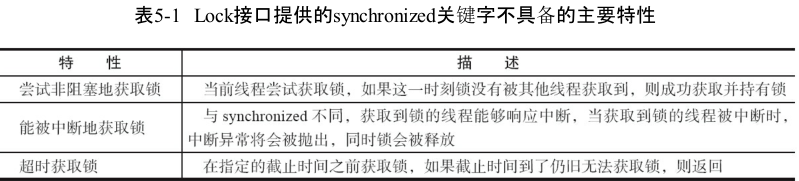 表5-1 Lock接口提供的synchronized关键字不具备的主要特性
特 性 描 述
尝试非阻塞地获取锁 当前线程尝试获取锁，如果这一时刻锁没有被其他线程获取到，则成功获取并持有锁
能被中断地获取锁 与 synchronized 不同，获取到锁的线程能够响应中断，当获取到锁的线程被中断时，
中断异常将会被抛出，同时锁会被释放
超时获取锁 在指定的截止时间之前获取锁，如果截止时间到了仍旧无法获取锁，则返回